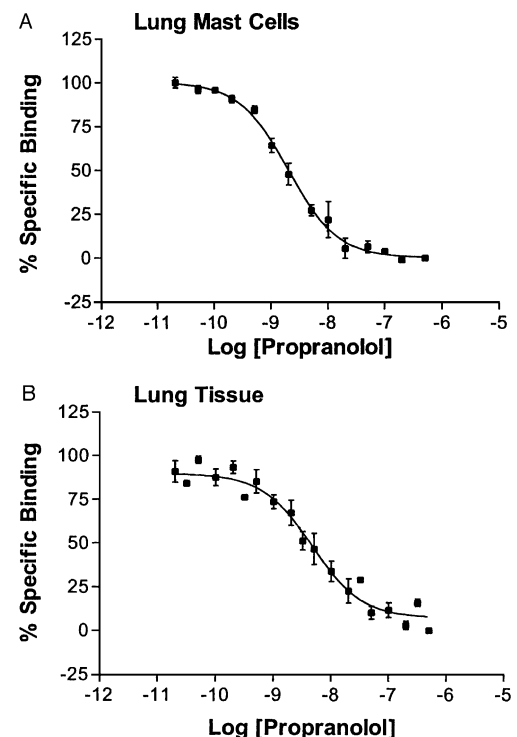 A
Lung Mast Cells
% Specific Binding
125
100
75
50
25
0
-25
-12 -11 -10 -9 -8 -7 -6 -5
Log [Propranolol]
B
Lung Tissue
% Specific Binding
125
100
75
50
25
0
-25
-12 -11 -10 -9 -8 -7 -6 -5
Log [Propranolol]